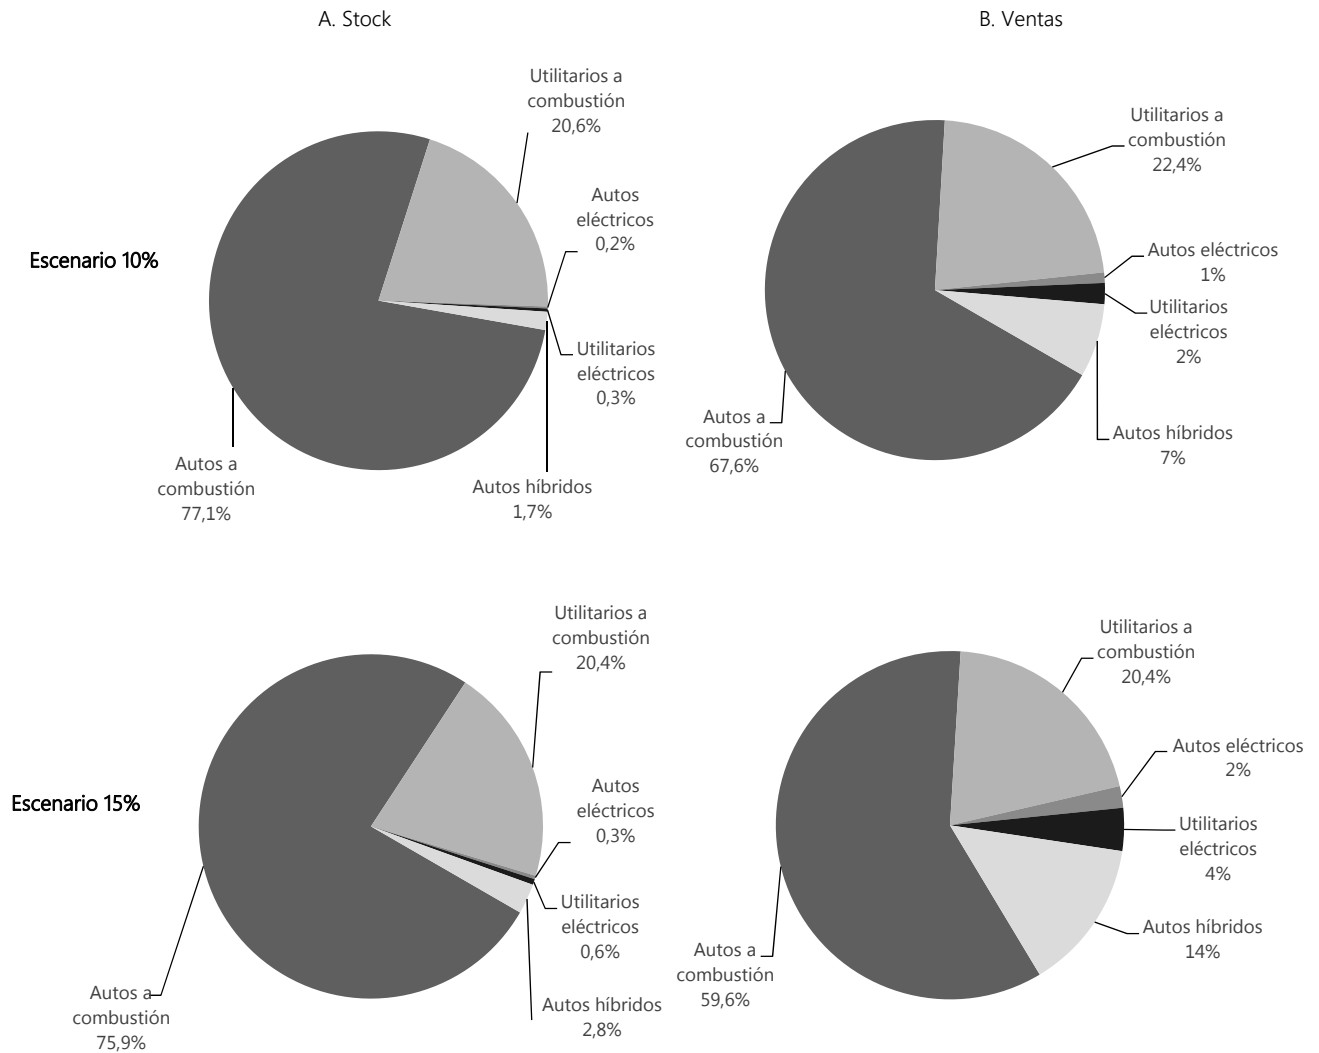 A. Stock
B. Ventas
Escenario 10%
Utilitarios a
combustión
20,6%
Autos
eléctricos
0,2%
Utilitarios
eléctricos
0,3%
Autos híbridos
1,7%
Autos a
combustión
77,1%
Utilitarios a
combustión
22,4%
Autos eléctricos
1%
Utilitarios
eléctricos
2%
Autos híbridos
7%
Autos a
combustión
67,6%
Escenario 15%
Utilitarios a
combustión
20,4%
Autos
eléctricos
0,3%
Utilitarios
eléctricos
0,6%
Autos híbridos
2,8%
Autos a
combustión
75,9%
Utilitarios a
combustión
20,4%
Autos eléctricos
2%
Utilitarios
eléctricos
4%
Autos híbridos
14%
Autos a
combustión
59,6%